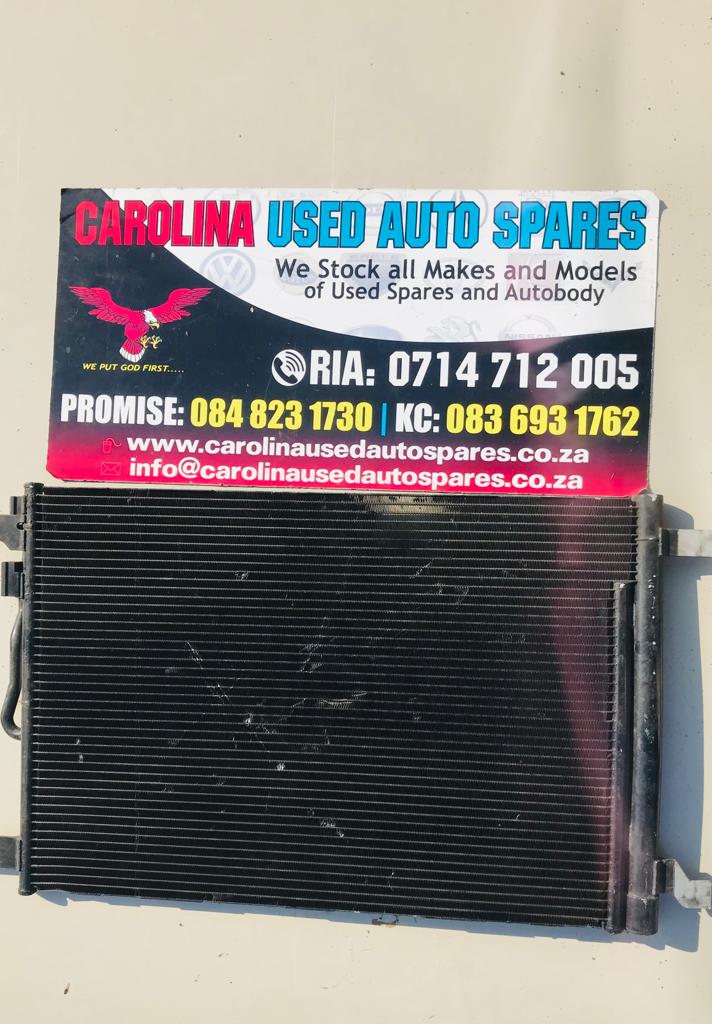 CAROLINA USED AUTO SPARES
We Stock all Makes and Models
of Used Spares and Autobody
WE PUT GOD FIRST.....
RIA: 0714 712 005
PROMISE: 084 823 1730 | KC: 083 693 1762
www.carolinausedautospares.co.za
info@carolinausedautospares.co.za